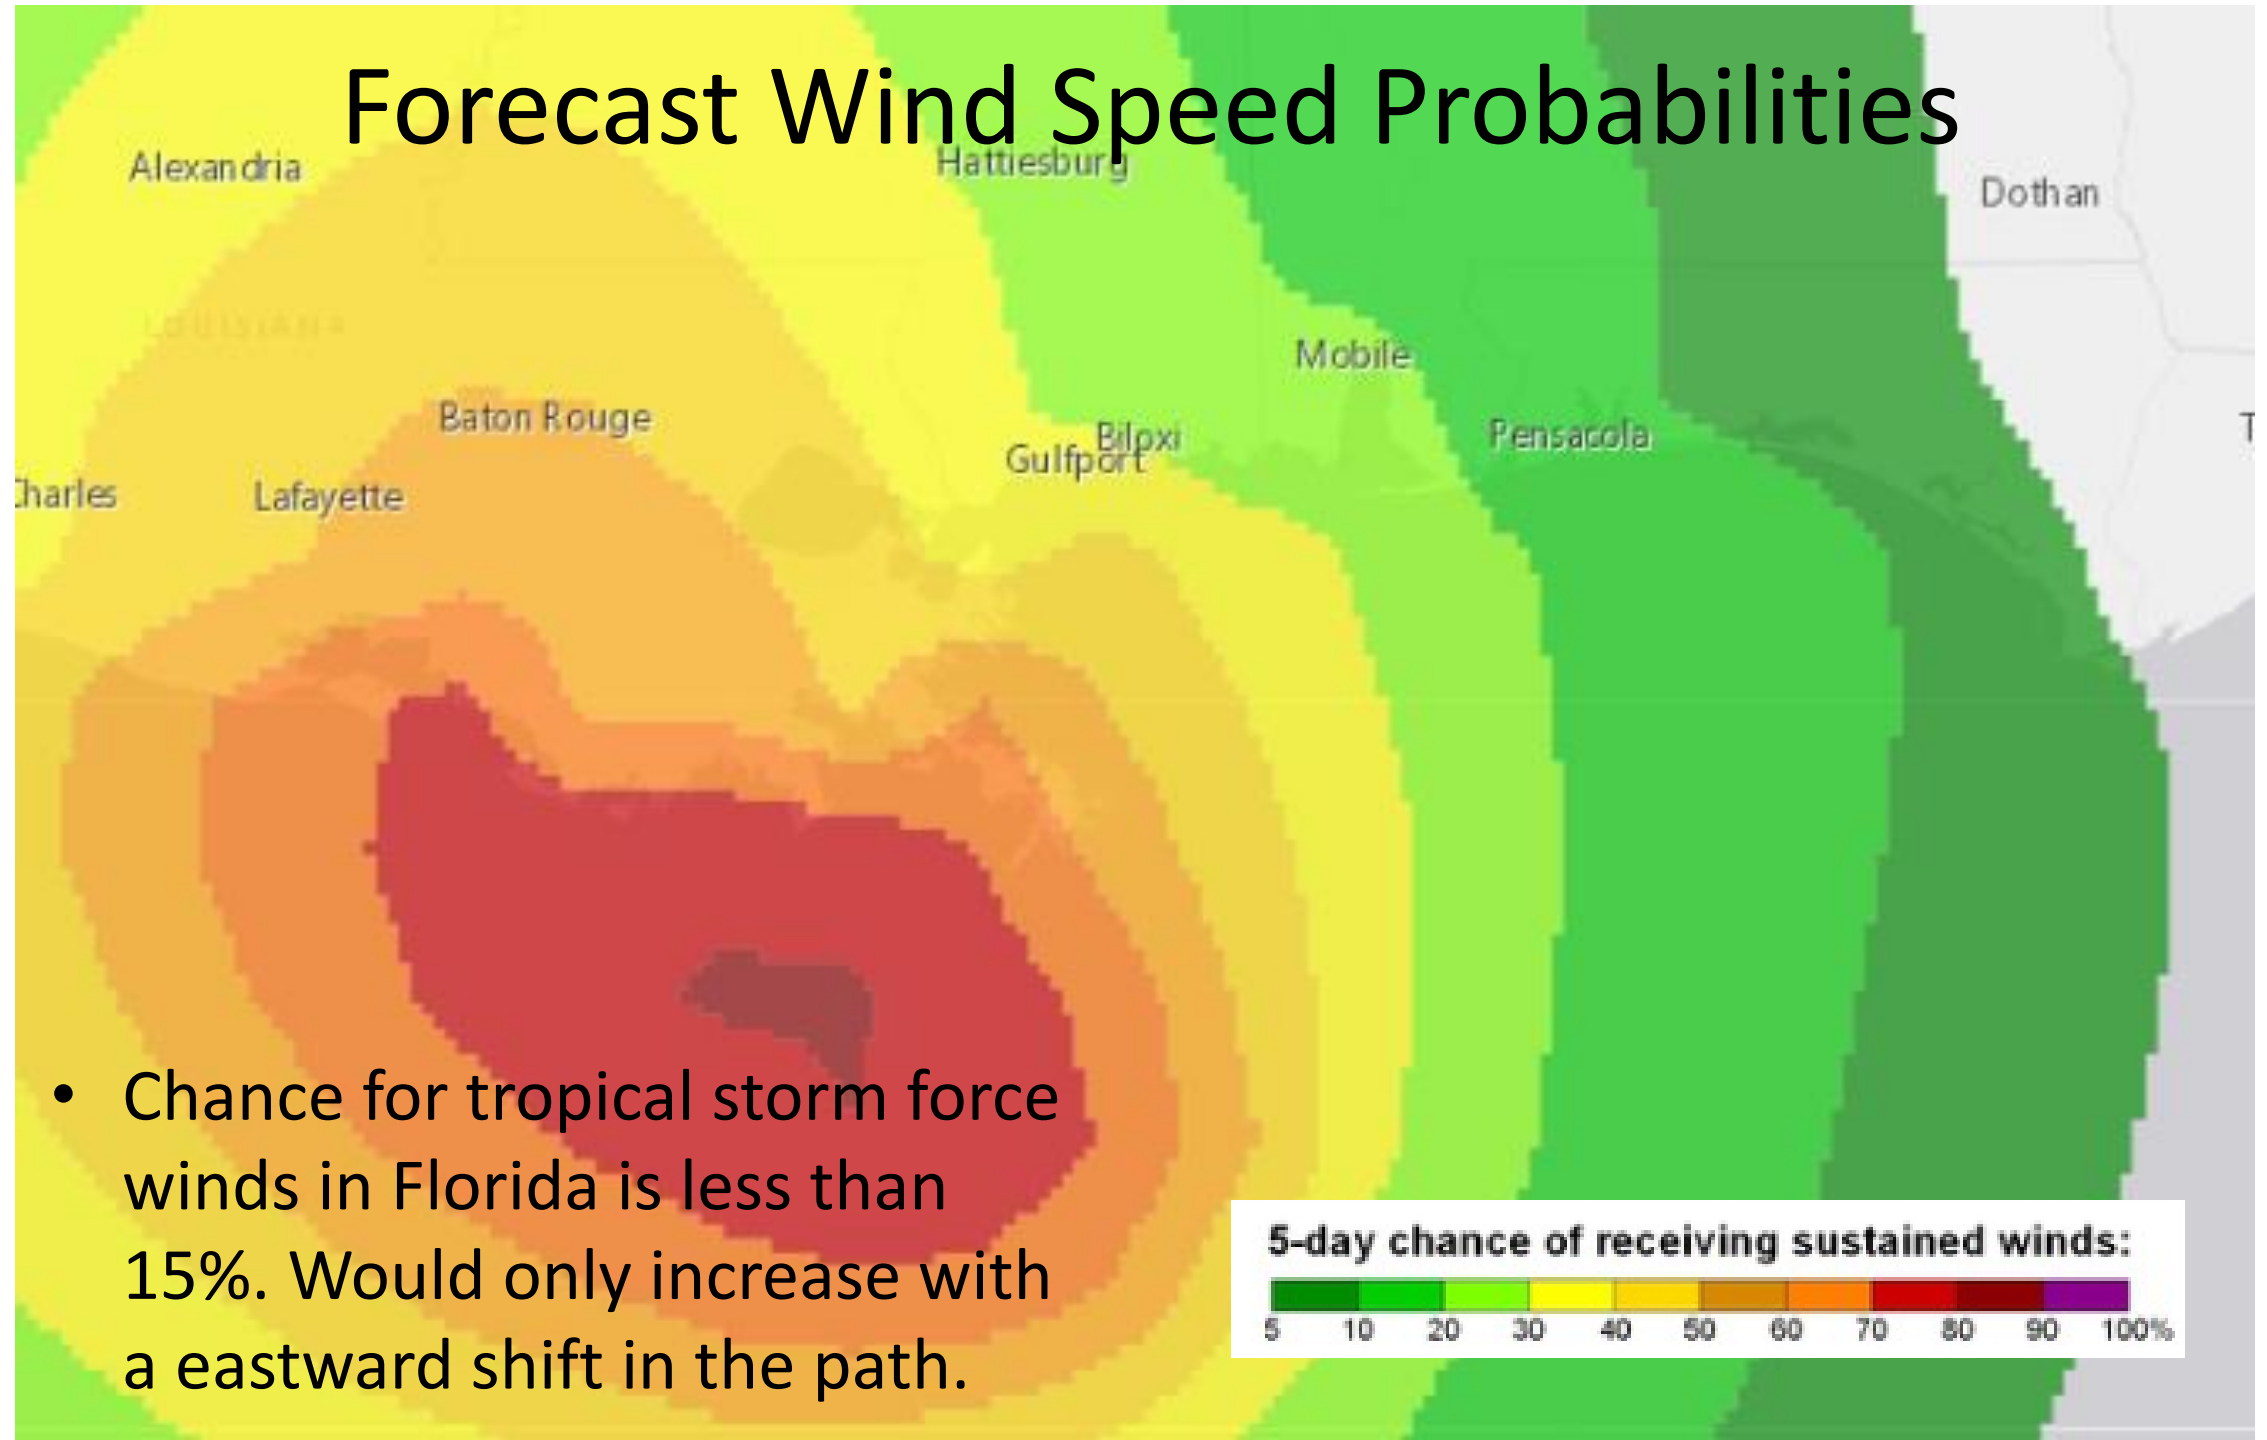 Forecast Wind Speed Probabilities
Alexandria
Hattiesburg
Dothan
LOUISIANA
Mobile
Baton Rouge
Biloxi
Gulfport
Pensacola
T
Charles
Lafayette
• Chance for tropical storm force
winds in Florida is less than
15%. Would only increase with
a eastward shift in the path.
5-day chance of receiving sustained winds:
5 10 20 30 40 50 60 70 80 90 100%